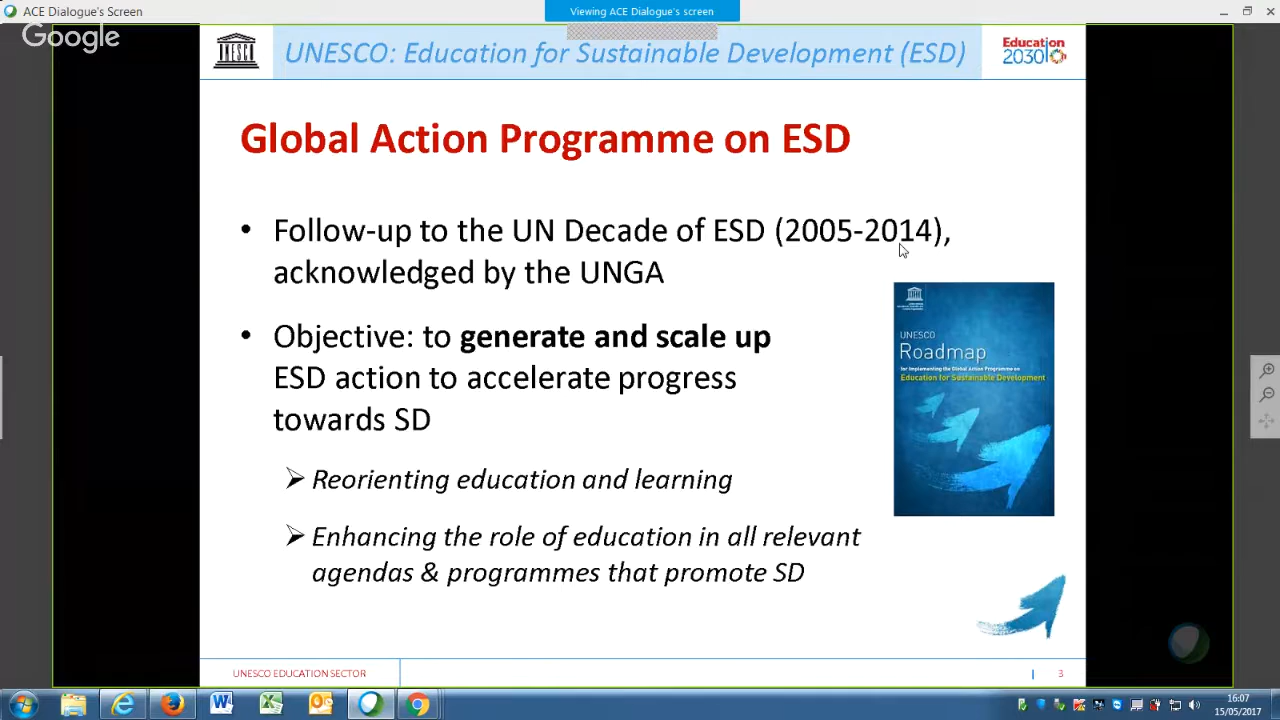 ACE Dialogue's Screen
Viewing ACE Dialogue's screen
Google
UNESCO: Education for Sustainable Development (ESD)
UNESCO
Education
2030
Global Action Programme on ESD
• Follow-up to the UN Decade of ESD (2005-2014),
acknowledged by the UNGA
• Objective: to generate and scale up
ESD action to accelerate progress
towards SD
➢ Reorienting education and learning
➢ Enhancing the role of education in all relevant
agendas & programmes that promote SD
UNESCO
Roadmap
for Implementing the Global Action Programme on
Education for Sustainable Development
UNESCO EDUCATION SECTOR
3
16:07
15/05/2017